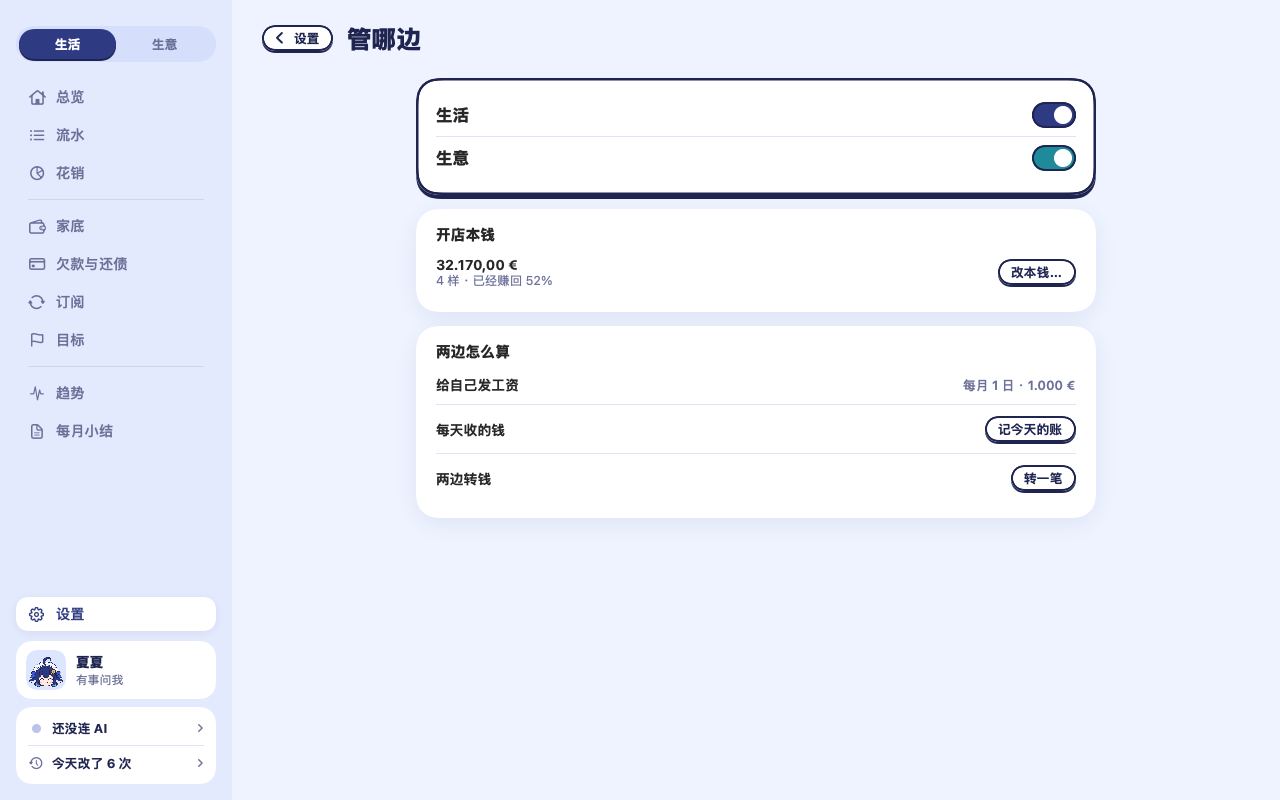 生活
生意
总览
流水
花销
家底
欠款与还债
订阅
目标
趋势
每月小结
设置
夏夏
有事问我
还没连 AI
今天改了 6 次
设置
管哪边
生活
生意
开店本钱
32.170,00 €
4 样 · 已经赚回 52%
改本钱...
两边怎么算
给自己发工资
每月 1 日 · 1.000 €
每天收的钱
记今天的账
两边转钱
转一笔